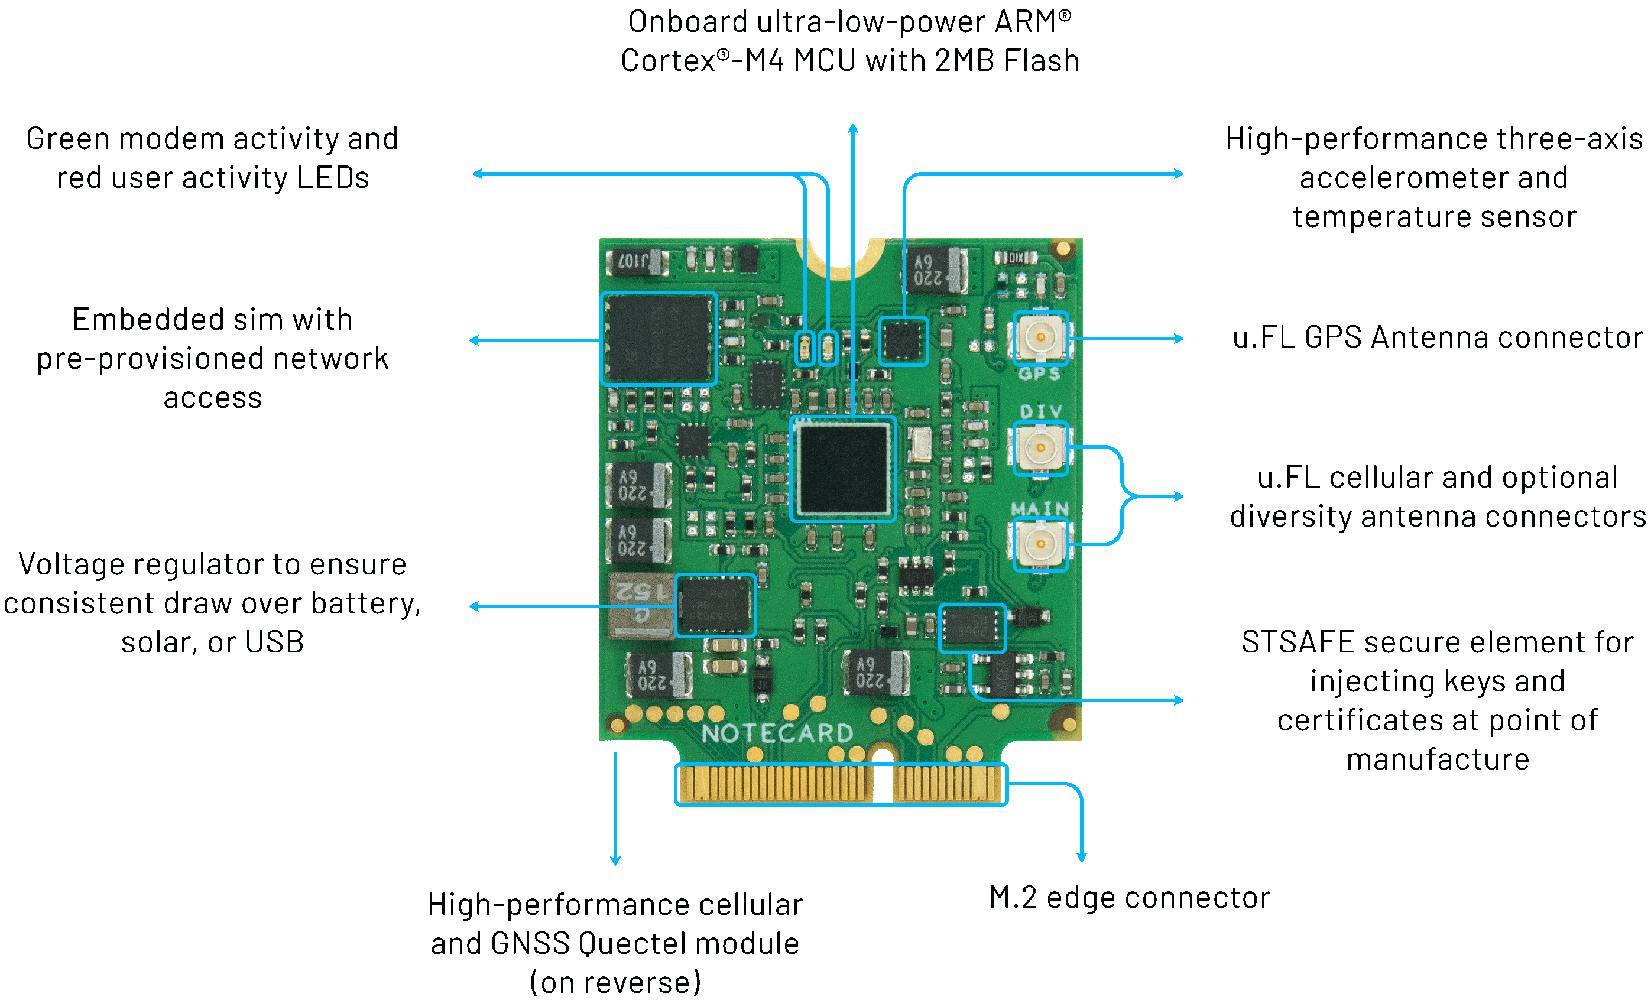 Onboard ultra-low-power ARM®
Cortex®-M4 MCU with 2MB Flash
Green modem activity and
red user activity LEDs
High-performance three-axis
accelerometer and
temperature sensor
Embedded sim with
pre-provisioned network
access
u.FL GPS Antenna connector
u.FL cellular and optional
diversity antenna connectors
Voltage regulator to ensure
consistent draw over battery,
solar, or USB
STSAFE secure element for
injecting keys and
certificates at point of
manufacture
J107
220
6V
GPS
DIV
MAIN
220
6V
220
6V
152
220
6V
220
6V
NOTECARD
High-performance cellular
and GNSS Quectel module
(on reverse)
M.2 edge connector